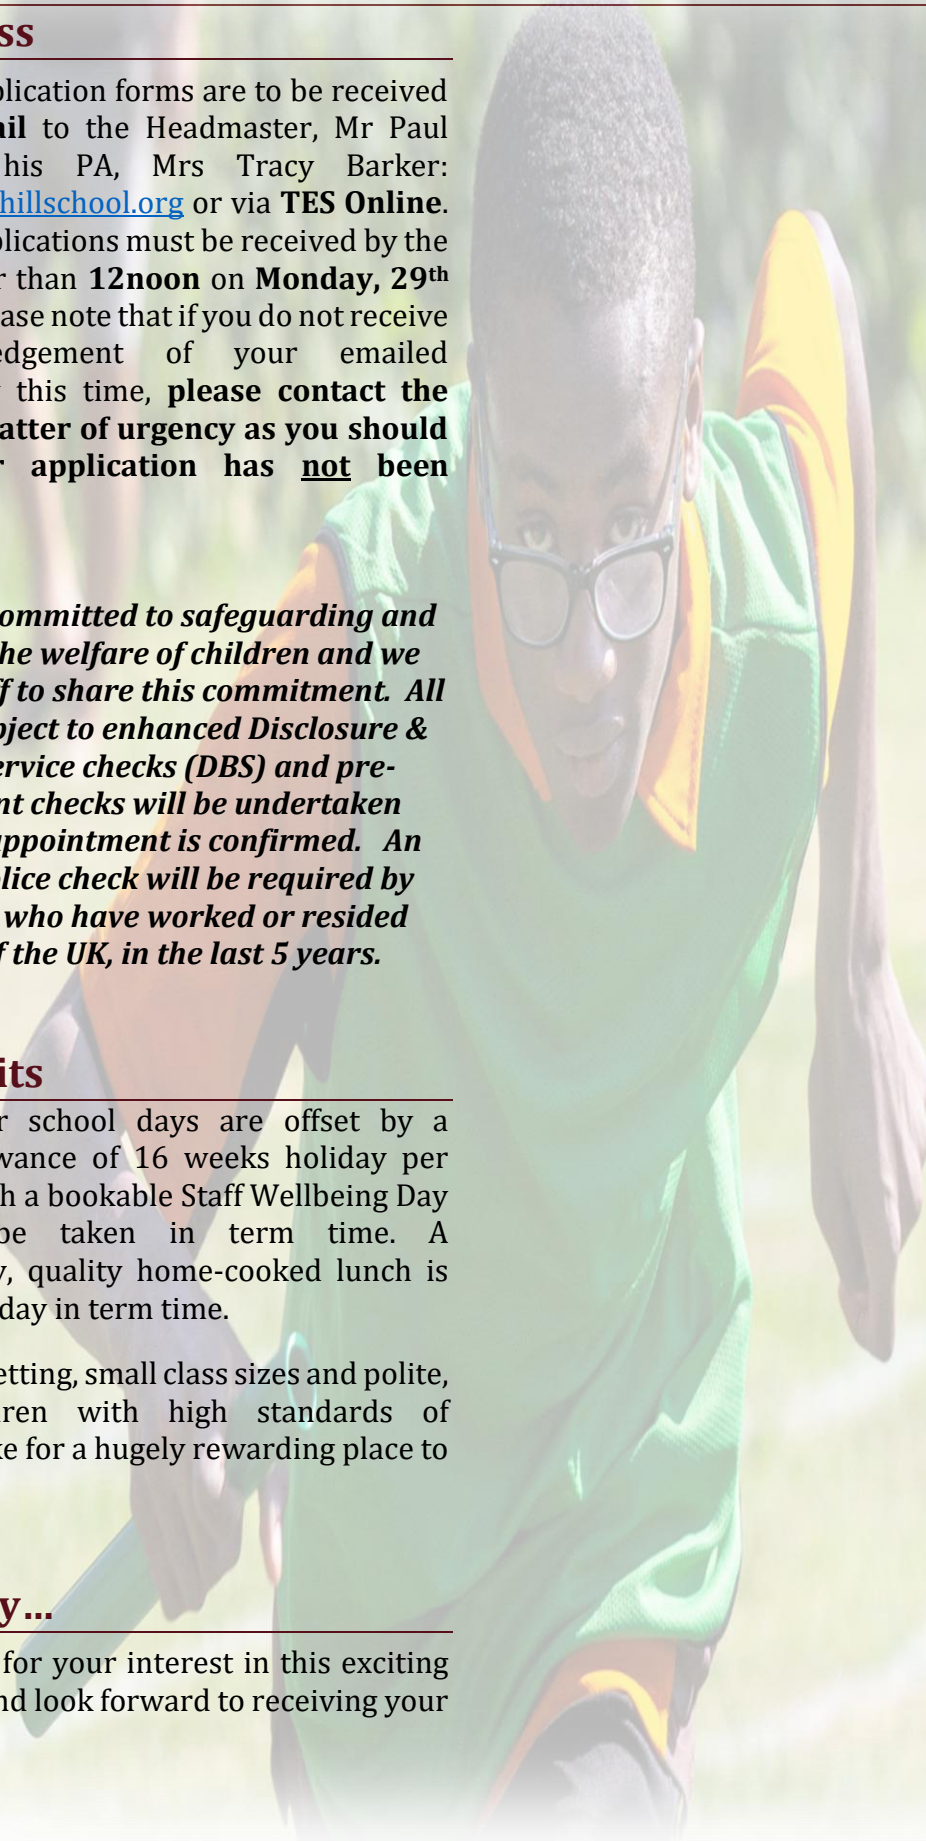 ss
plication forms are to be received
ail to the Headmaster, Mr Paul
his PA, Mrs Tracy Barker:
hillschool.org or via TES Online.
plications must be received by the
r than 12noon on Monday, 29th
ase note that if you do not receive
edgement of your emailed
this time, please contact the
atter of urgency as you should
r application has not been
ommitted to safeguarding and
he welfare of children and we
ff to share this commitment. All
bject to enhanced Disclosure &
ervice checks (DBS) and pre-
nt checks will be undertaken
appointment is confirmed. An
olice check will be required by
who have worked or resided
f the UK, in the last 5 years.
its
r school days are offset by a
wance of 16 weeks holiday per
h a bookable Staff Wellbeing Day
be taken in term time. A
y, quality home-cooked lunch is
day in term time.
etting, small class sizes and polite,
ren with high standards of
ke for a hugely rewarding place to
y...
for your interest in this exciting
nd look forward to receiving your